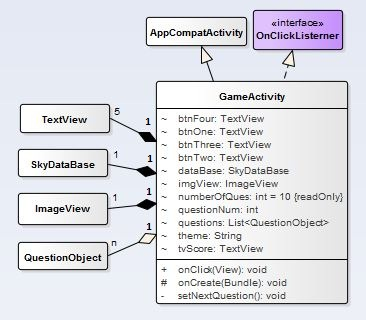 AppCompatActivity
«interface»
OnClickListerner
GameActivity
~ btnFour: TextView
~ btnOne: TextView
~ btnThree: TextView
~ btnTwo: TextView
~ dataBase: SkyDataBase
~ imgView: ImageView
~ numberOfQues: int = 10 {readOnly}
~ questionNum: int
~ questions: List<QuestionObject>
~ theme: String
~ tvScore: TextView
+ onClick(View): void
# onCreate(Bundle): void
- setNextQuestion(): void
TextView
5
1
SkyDataBase
1
1
ImageView
1
1
QuestionObject
n
1